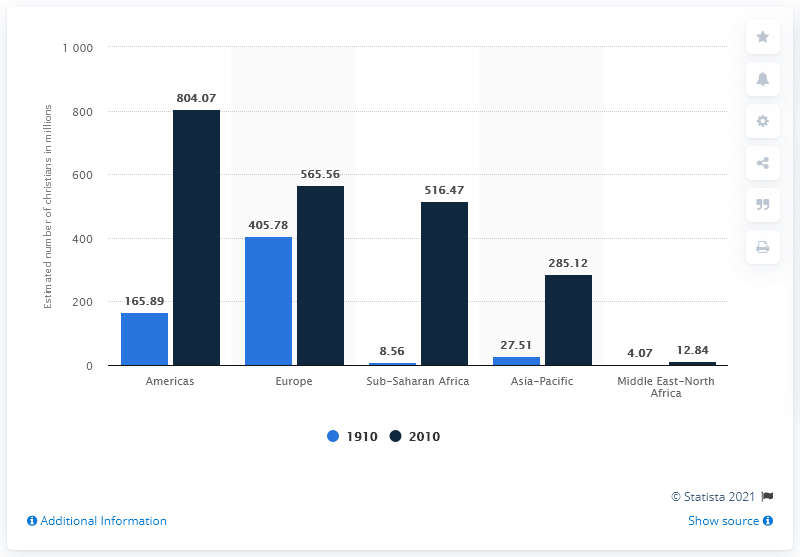 1 000
800
600
400
200
0
Estimated number of christians in millions
165.89
804.07
405.78
565.56
8.56
516.47
27.51
285.12
4.07
12.84
Americas
Europe
Sub-Saharan Africa
Asia-Pacific
Middle East-North
Africa
1910
2010
© Statista 2021
Additional Information
Show source